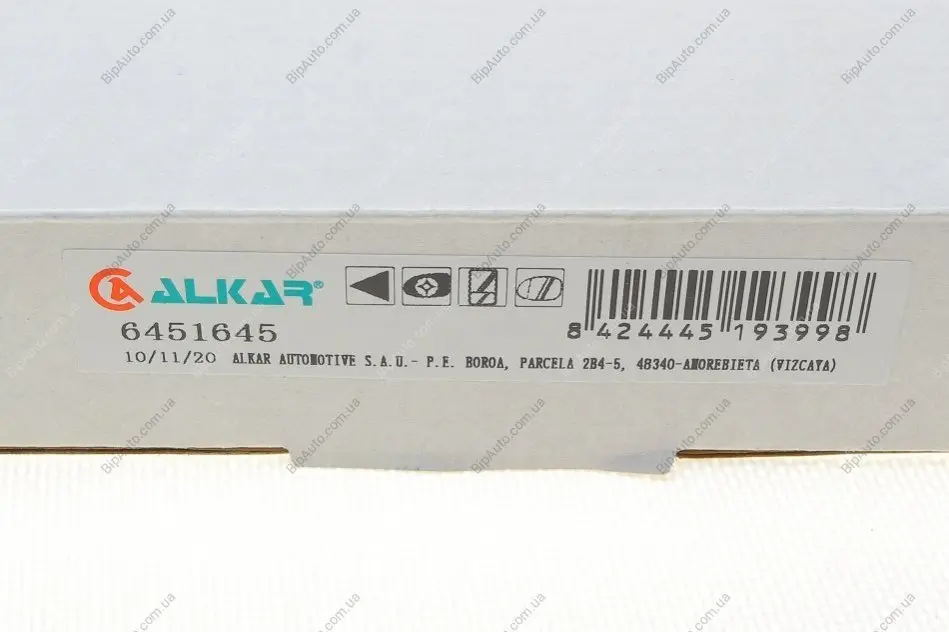 ALKAR®
6451645
8 424445 193998
10/11/20 ALKAR AUTOMOTIVE S.A.U.- P.E. BOROA, PARCELA 2B4-5, 48340-AMOREBIETA (VIZCAYA)
BipAuto.com.ua